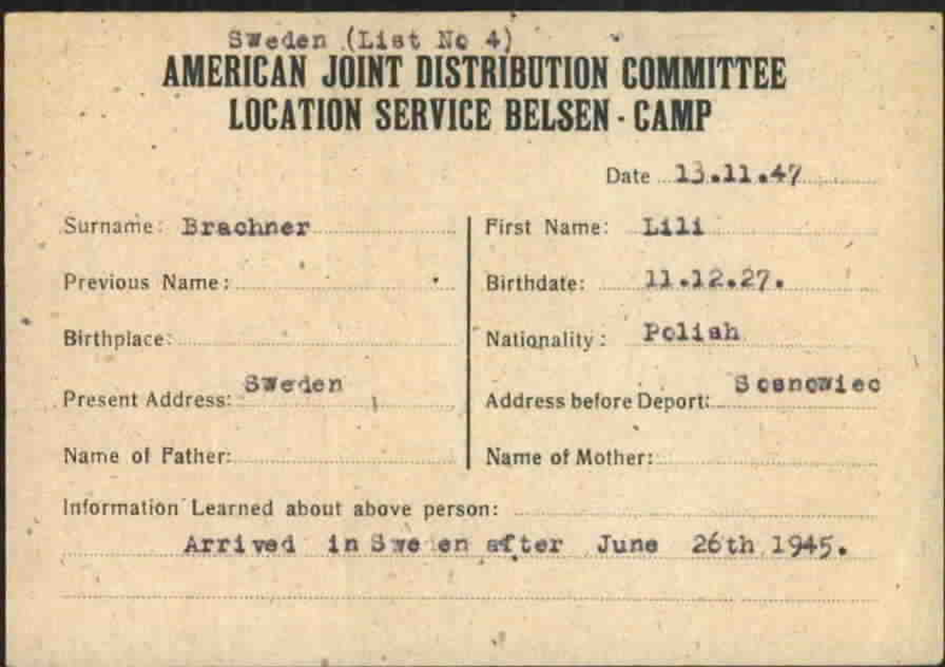 Sweden (List No 4)
AMERICAN JOINT DISTRIBUTION COMMITTEE
LOCATION SERVICE BELSEN - CAMP
Date 13.11.47
Surname: Brachner
First Name: Lili
Previous Name:
Birthdate: 11.12.27.
Birthplace:
Nationality: Polish
Present Address: Sweden
Address before Deport: Sosnowiec
Name of Father:
Name of Mother:
Information Learned about above person:
Arrived in Swe en after June 26th 1945.